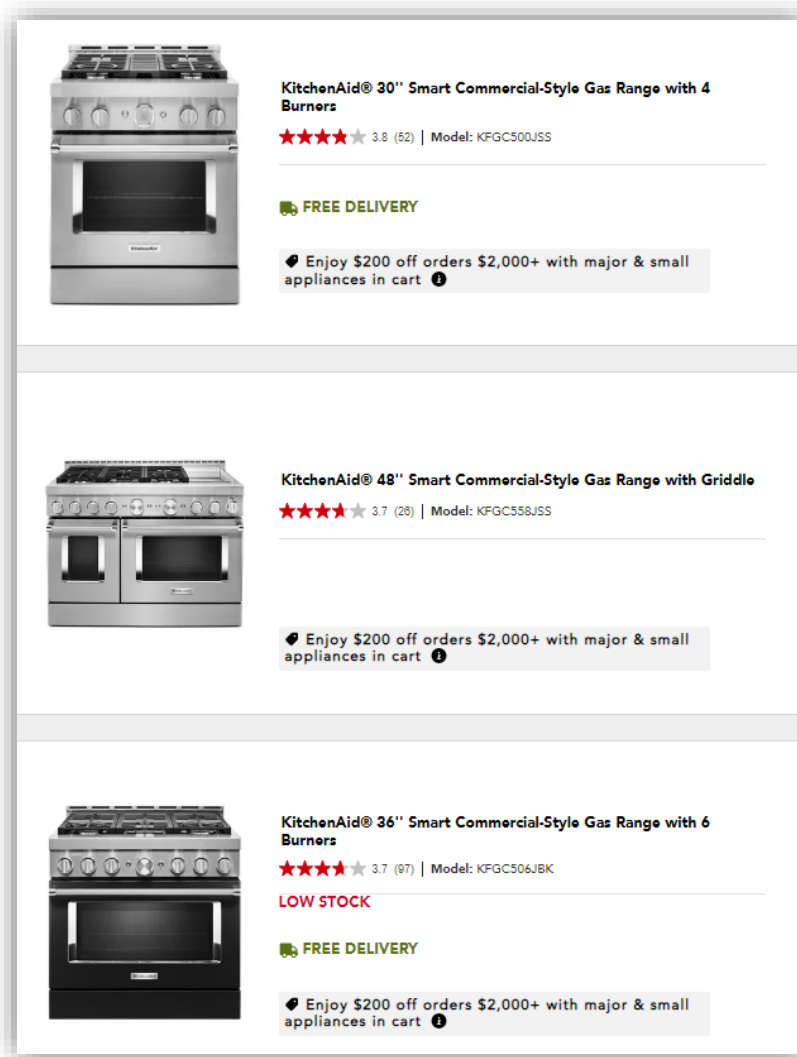 KitchenAid® 30'' Smart Commercial-Style Gas Range with 4
Burners
3.8 (52) | Model: KFGC500JSS
FREE DELIVERY
Enjoy $200 off orders $2,000+ with major & small
appliances in cart
KitchenAid
KitchenAid® 48'' Smart Commercial-Style Gas Range with Griddle
3.7 (26) | Model: KFGC558JSS
Enjoy $200 off orders $2,000+ with major & small
appliances in cart
KitchenAid® 36'' Smart Commercial-Style Gas Range with 6
Burners
3.7 (97) | Model: KFGC506JBK
LOW STOCK
FREE DELIVERY
KitchenAid
Enjoy $200 off orders $2,000+ with major & small
appliances in cart